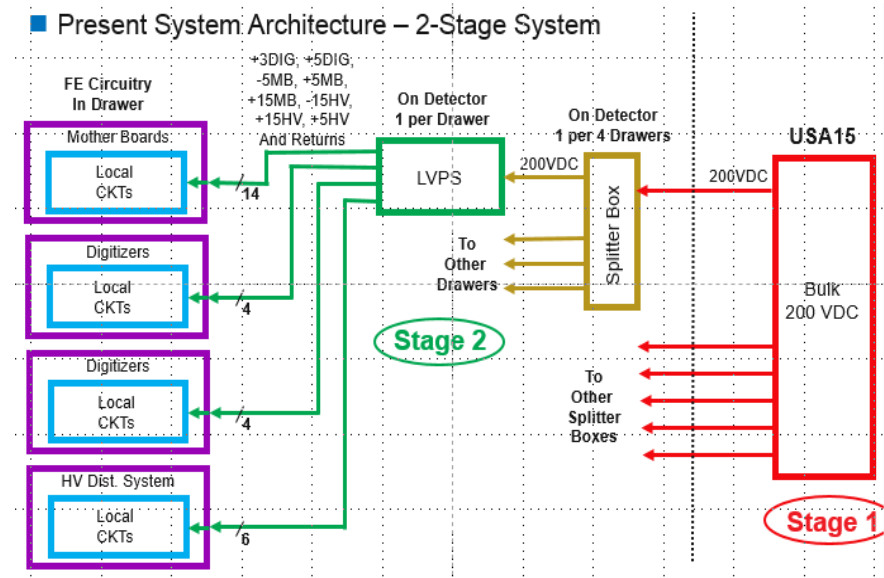 Present System Architecture – 2-Stage System
+3DIG, +5DIG,
-5MB, +5MB,
+15MB, -15HV,
+15HV, +5HV
And Returns
FE Circuitry
In Drawer
Mother Boards
Local
CKTs
14
Digitizers
Local
CKTs
4
Digitizers
Local
CKTs
4
HV Dist. System
Local
CKTs
6
On Detector
1 per Drawer
LVPS
200VDC
To
Other
Drawers
Stage 2
On Detector
1 per 4 Drawers
Splitter Box
200VDC
To
Other
Splitter
Boxes
USA15
Bulk
200 VDC
Stage 1